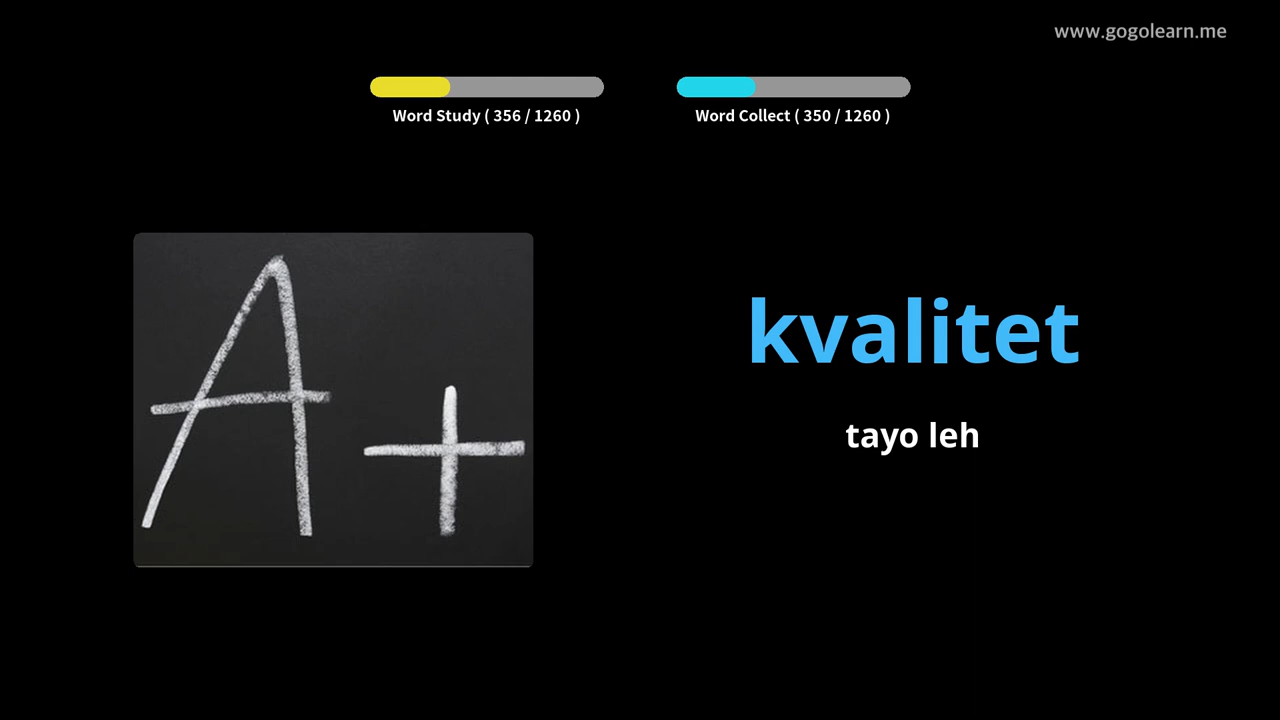 www.gogolearn.me
Word Study ( 356 / 1260 )
Word Collect ( 350 / 1260 )
A+
kvalitet
tayo leh